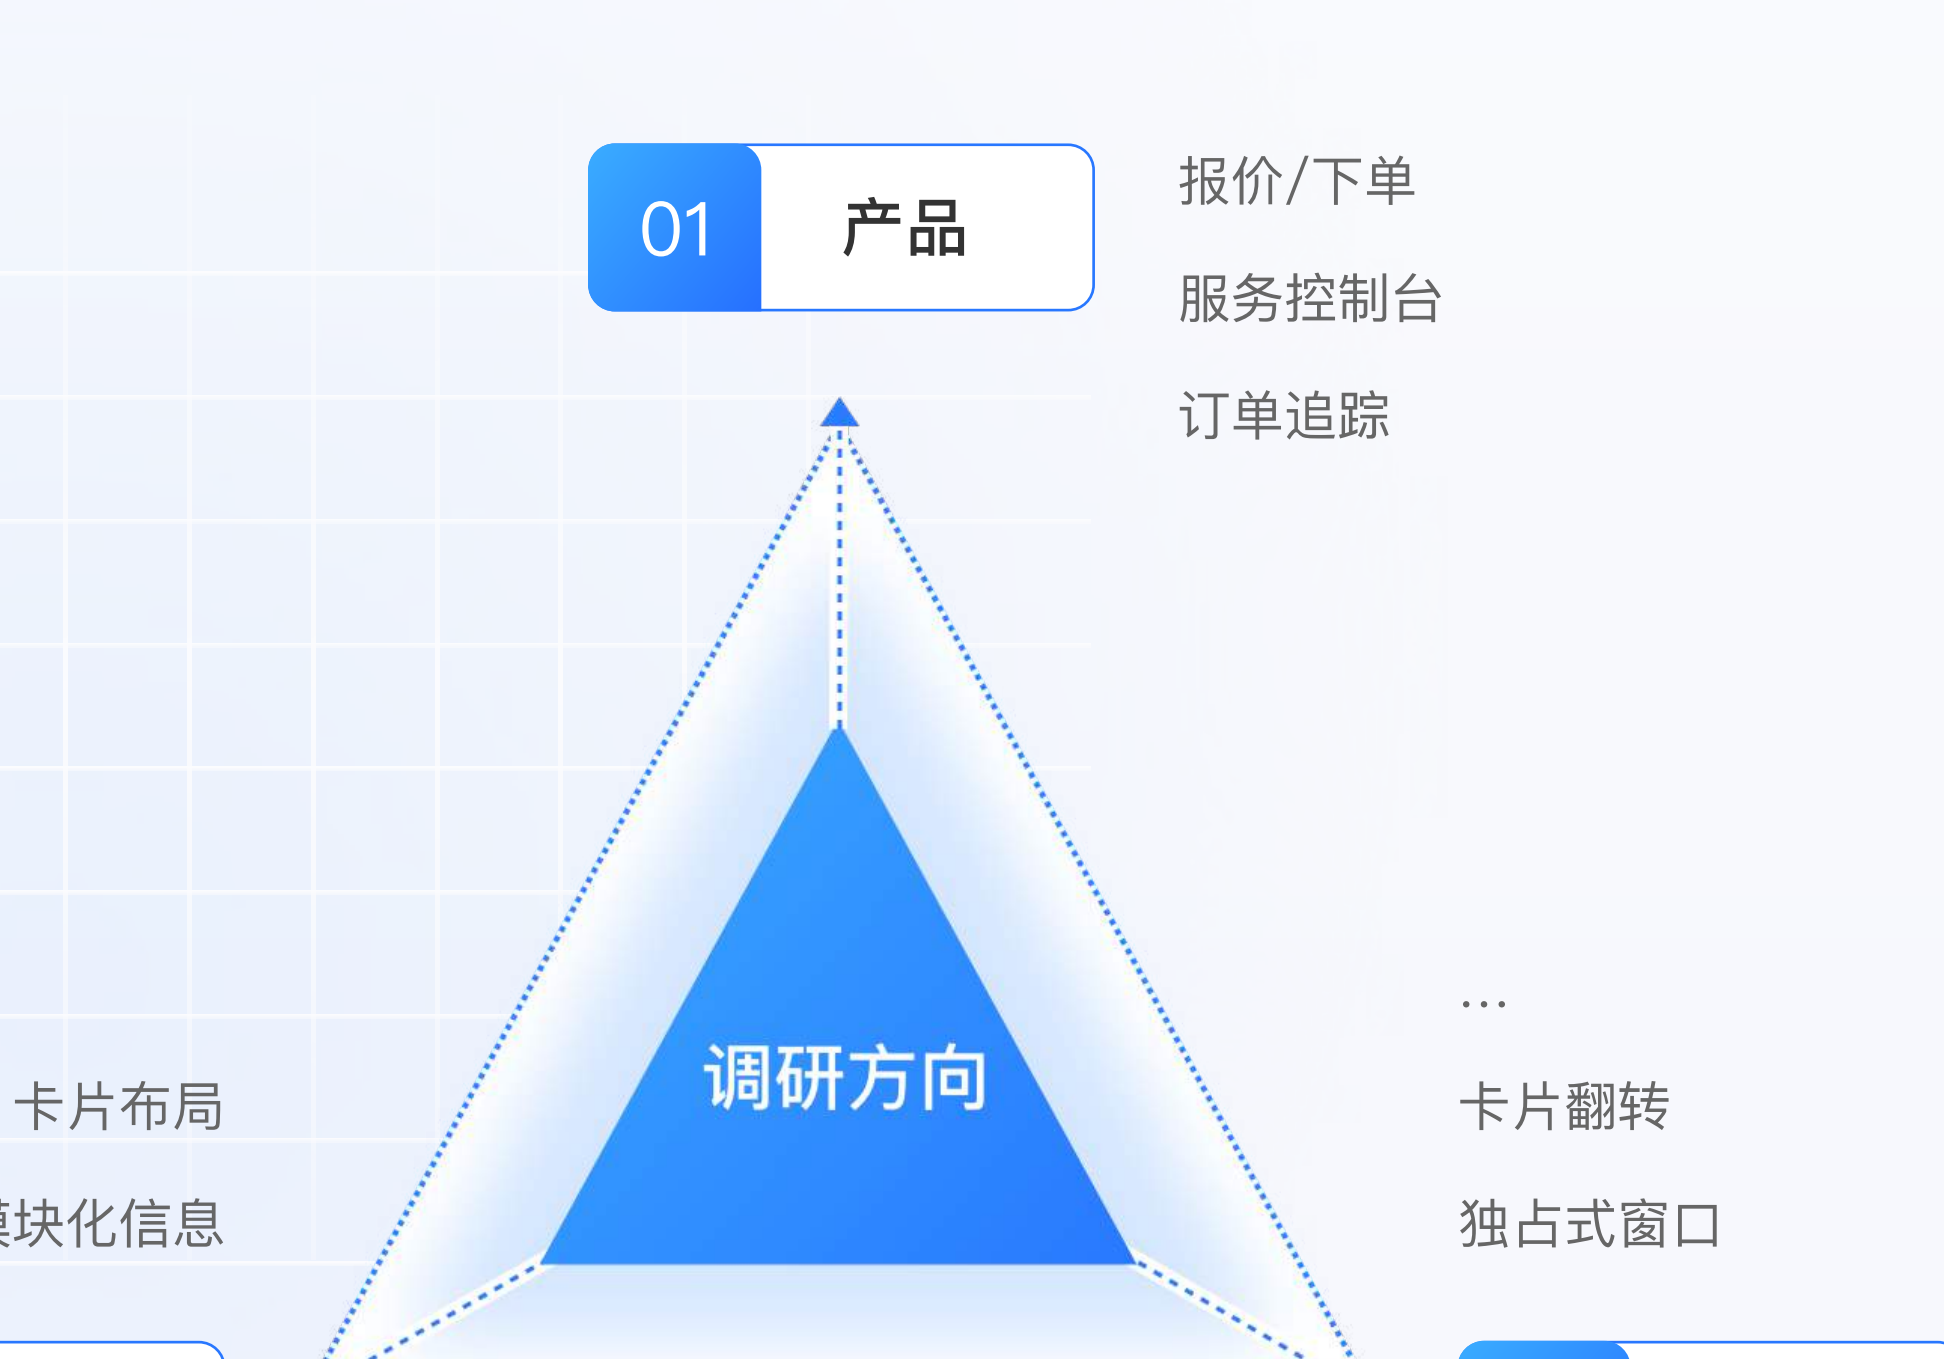 01
产品
报价/下单
服务控制台
订单追踪
调研方向
卡片布局
模块化信息
...
卡片翻转
独占式窗口